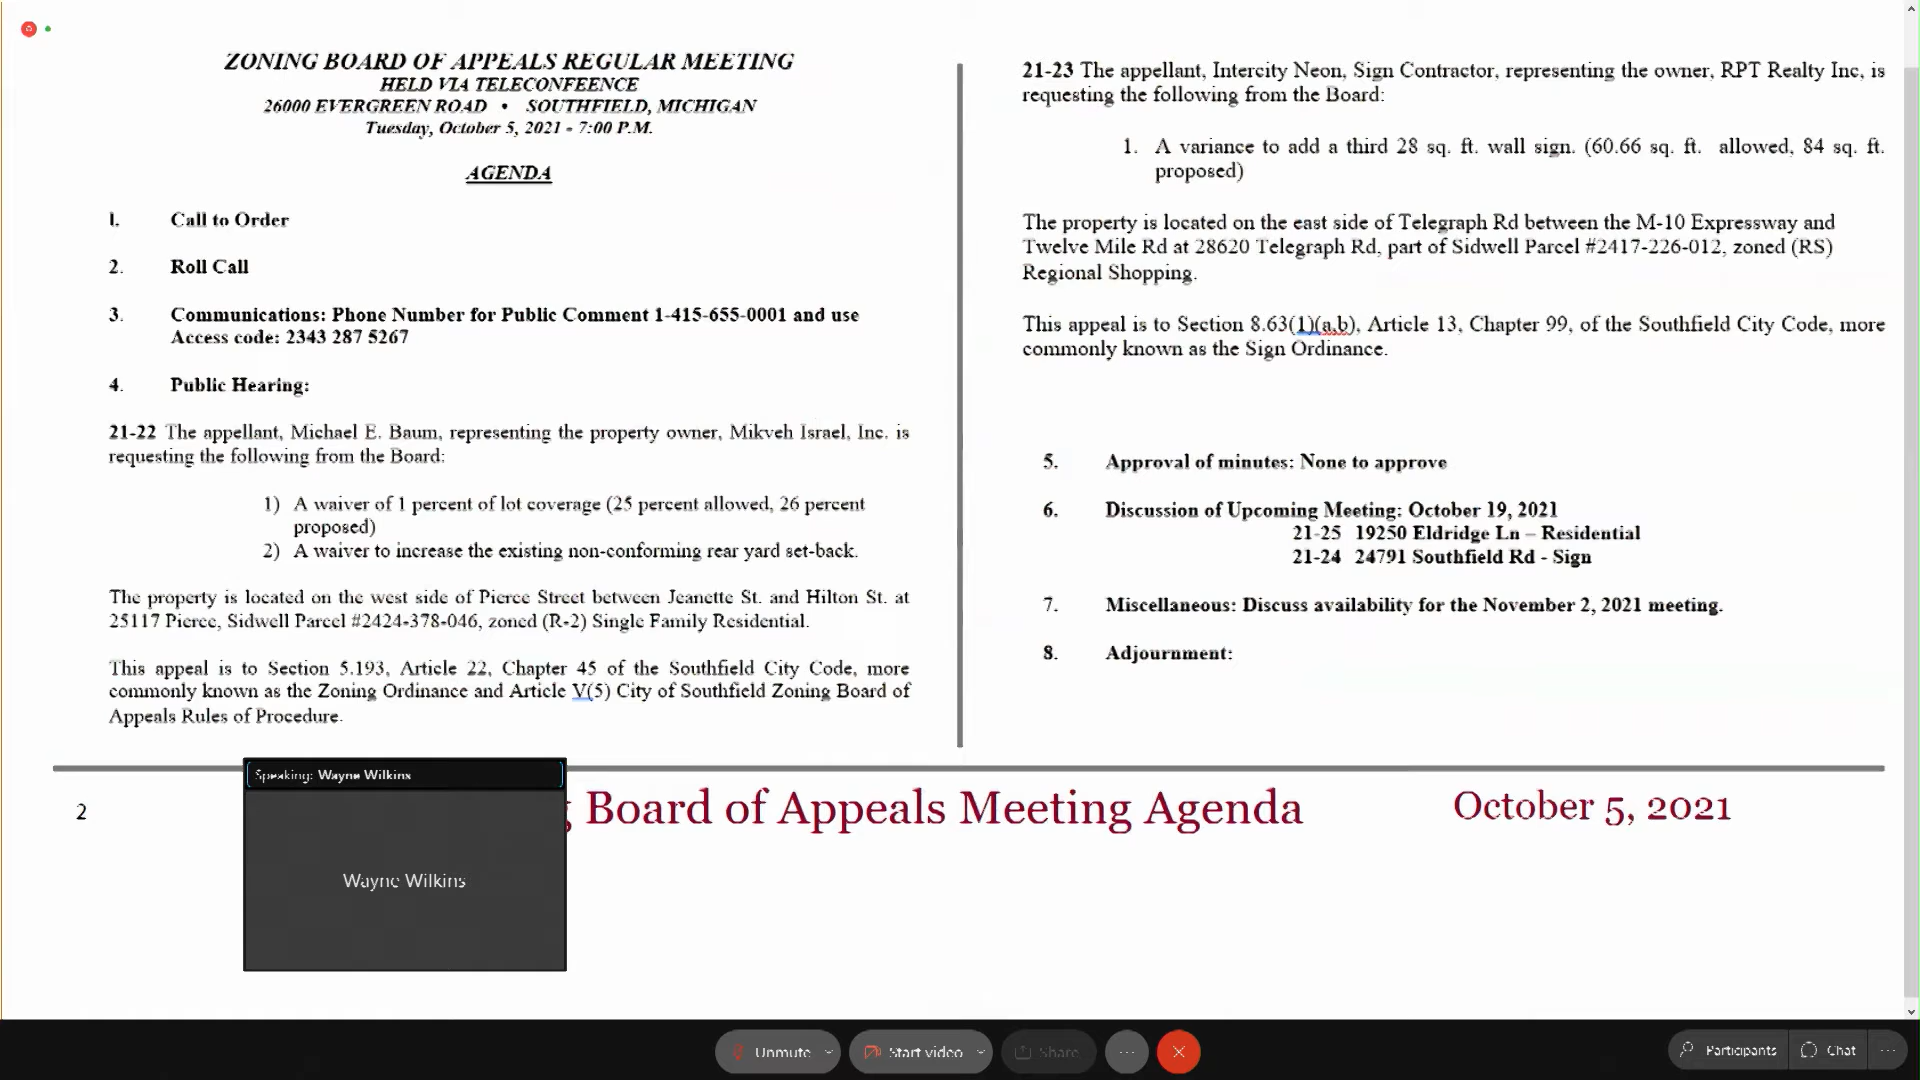 ZONING BOARD OF APPEALS REGULAR MEETING
HELD VIA TELECONFEENCE
26000 EVERGREEN ROAD • SOUTHFIELD, MICHIGAN
Tuesday, October 5, 2021 - 7:00 P.M.
AGENDA
1. Call to Order
2. Roll Call
3. Communications: Phone Number for Public Comment 1-415-655-0001 and use
Access code: 2343 287 5267
4. Public Hearing:
21-22 The appellant, Michael E. Baum, representing the property owner, Mikveh Israel, Inc. is
requesting the following from the Board:
1) A waiver of 1 percent of lot coverage (25 percent allowed, 26 percent
proposed)
2) A waiver to increase the existing non-conforming rear yard set-back.
The property is located on the west side of Pierce Street between Jeanette St. and Hilton St. at
25117 Pierce, Sidwell Parcel #2424-378-046, zoned (R-2) Single Family Residential.
This appeal is to Section 5.193, Article 22, Chapter 45 of the Southfield City Code, more
commonly known as the Zoning Ordinance and Article V(5) City of Southfield Zoning Board of
Appeals Rules of Procedure.
21-23 The appellant, Intercity Neon, Sign Contractor, representing the owner, RPT Realty Inc, is
requesting the following from the Board:
1. A variance to add a third 28 sq. ft. wall sign. (60.66 sq. ft. allowed, 84 sq. ft.
proposed)
The property is located on the east side of Telegraph Rd between the M-10 Expressway and
Twelve Mile Rd at 28620 Telegraph Rd, part of Sidwell Parcel #2417-226-012, zoned (RS)
Regional Shopping.
This appeal is to Section 8.63(1)(a,b), Article 13, Chapter 99, of the Southfield City Code, more
commonly known as the Sign Ordinance.
5. Approval of minutes: None to approve
6. Discussion of Upcoming Meeting: October 19, 2021
21-25 19250 Eldridge Ln – Residential
21-24 24791 Southfield Rd - Sign
7. Miscellaneous: Discuss availability for the November 2, 2021 meeting.
8. Adjournment:
2
g Board of Appeals Meeting Agenda
October 5, 2021
Speaking: Wayne Wilkins
Wayne Wilkins
Unmute
Start video
Share
Participants
Chat